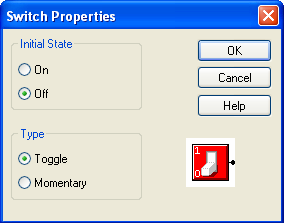 Switch Properties
Initial State
On
Off
OK
Cancel
Help
Type
Toggle
Momentary
1
0